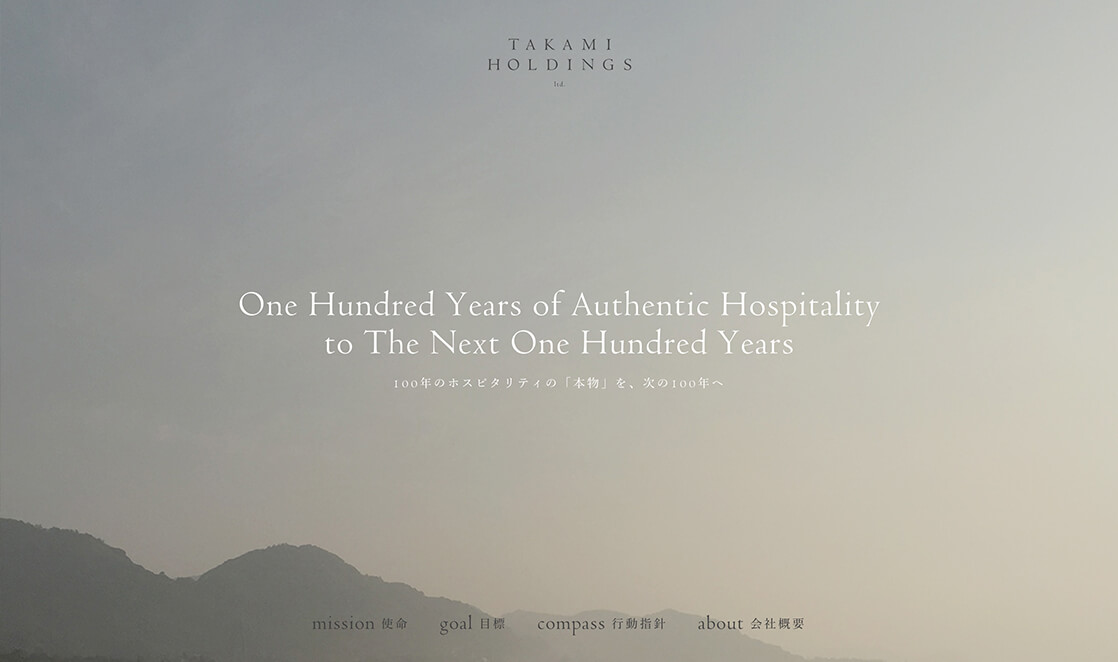 TAKAMI
HOLDINGS
ltd.
One Hundred Years of Authentic Hospitality
to The Next One Hundred Years
100年のホスピタリティの「本物」を、次の100年へ
mission 使命 goal 目標 compass 行動指針 about 会社概要